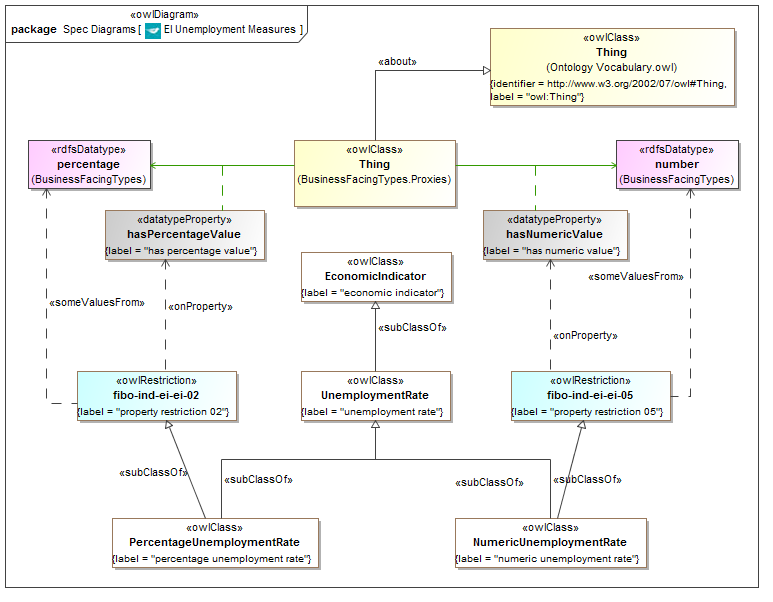 «owlDiagram»
package Spec Diagrams [ EI Unemployment Measures ]
«owlClass»
Thing
(Ontology Vocabulary.owl)
{identifier = http://www.w3.org/2002/07/owl#Thing,
label = "owl:Thing"}
«about»
«rdfsDatatype»
percentage
(BusinessFacingTypes)
«owlClass»
Thing
(BusinessFacingTypes.Proxies)
«rdfsDatatype»
number
(BusinessFacingTypes)
«datatypeProperty»
hasPercentageValue
{label = "has percentage value"}
«datatypeProperty»
hasNumericValue
{label = "has numeric value"}
«owlClass»
EconomicIndicator
{label = "economic indicator"}
«someValuesFrom»
«someValuesFrom»
«onProperty»
«subClassOf»
«onProperty»
«owlRestriction»
fibo-ind-ei-ei-02
{label = "property restriction 02"}
«owlClass»
UnemploymentRate
{label = "unemployment rate"}
«owlRestriction»
fibo-ind-ei-ei-05
{label = "property restriction 05"}
«subClassOf»
«subClassOf»
«subClassOf»
«subClassOf»
«owlClass»
PercentageUnemploymentRate
{label = "percentage unemployment rate"}
«owlClass»
NumericUnemploymentRate
{label = "numeric unemployment rate"}